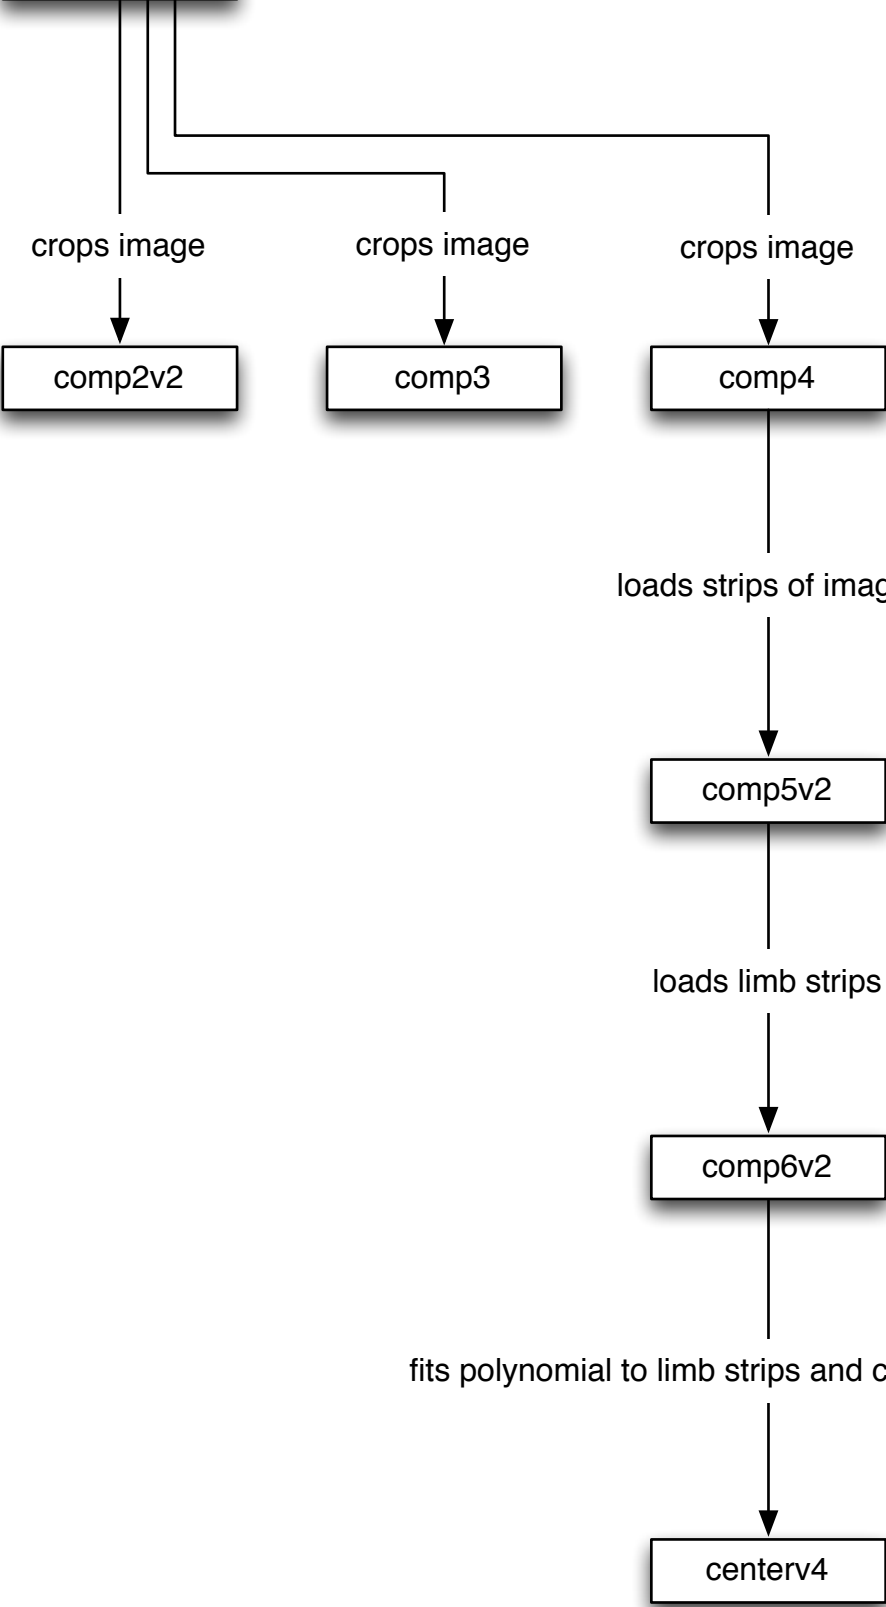 crops image
crops image
crops image
comp2v2
comp3
comp4
loads strips of
comp5v2
loads limb strips
comp6v2
fits polynomial to limb strips and
centerv4